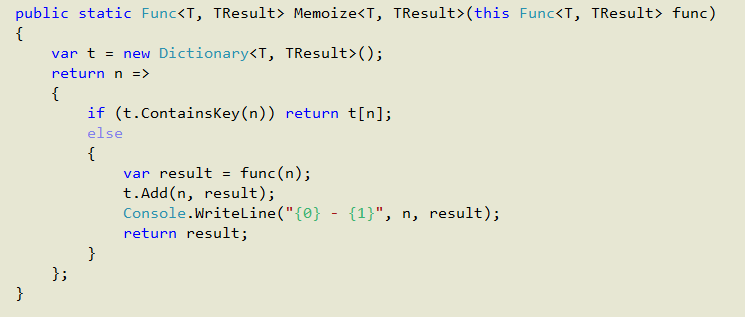 public static Func<T, TResult> Memoize<T, TResult>(this Func<T, TResult> func)
{
    var t = new Dictionary<T, TResult>();
    return n =>
    {
        if (t.ContainsKey(n)) return t[n];
        else
        {
            var result = func(n);
            t.Add(n, result);
            Console.WriteLine("{0} - {1}", n, result);
            return result;
        }
    };
}